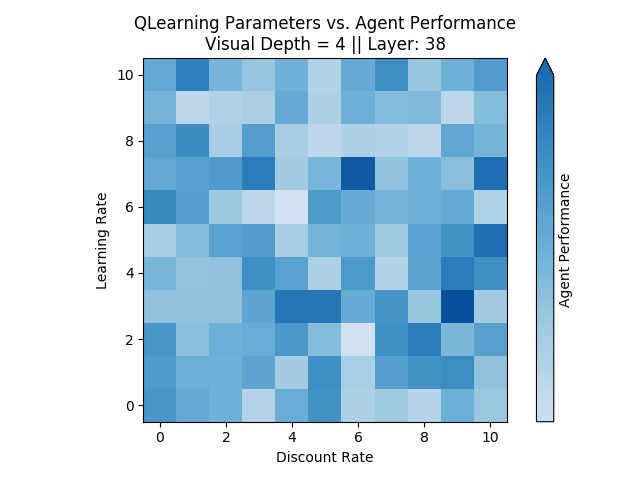 QLearning Parameters vs. Agent Performance
Visual Depth = 4 || Layer: 38
10
8
6
4
2
0
Learning Rate
0 2 4 6 8 10
Discount Rate
Agent Performance